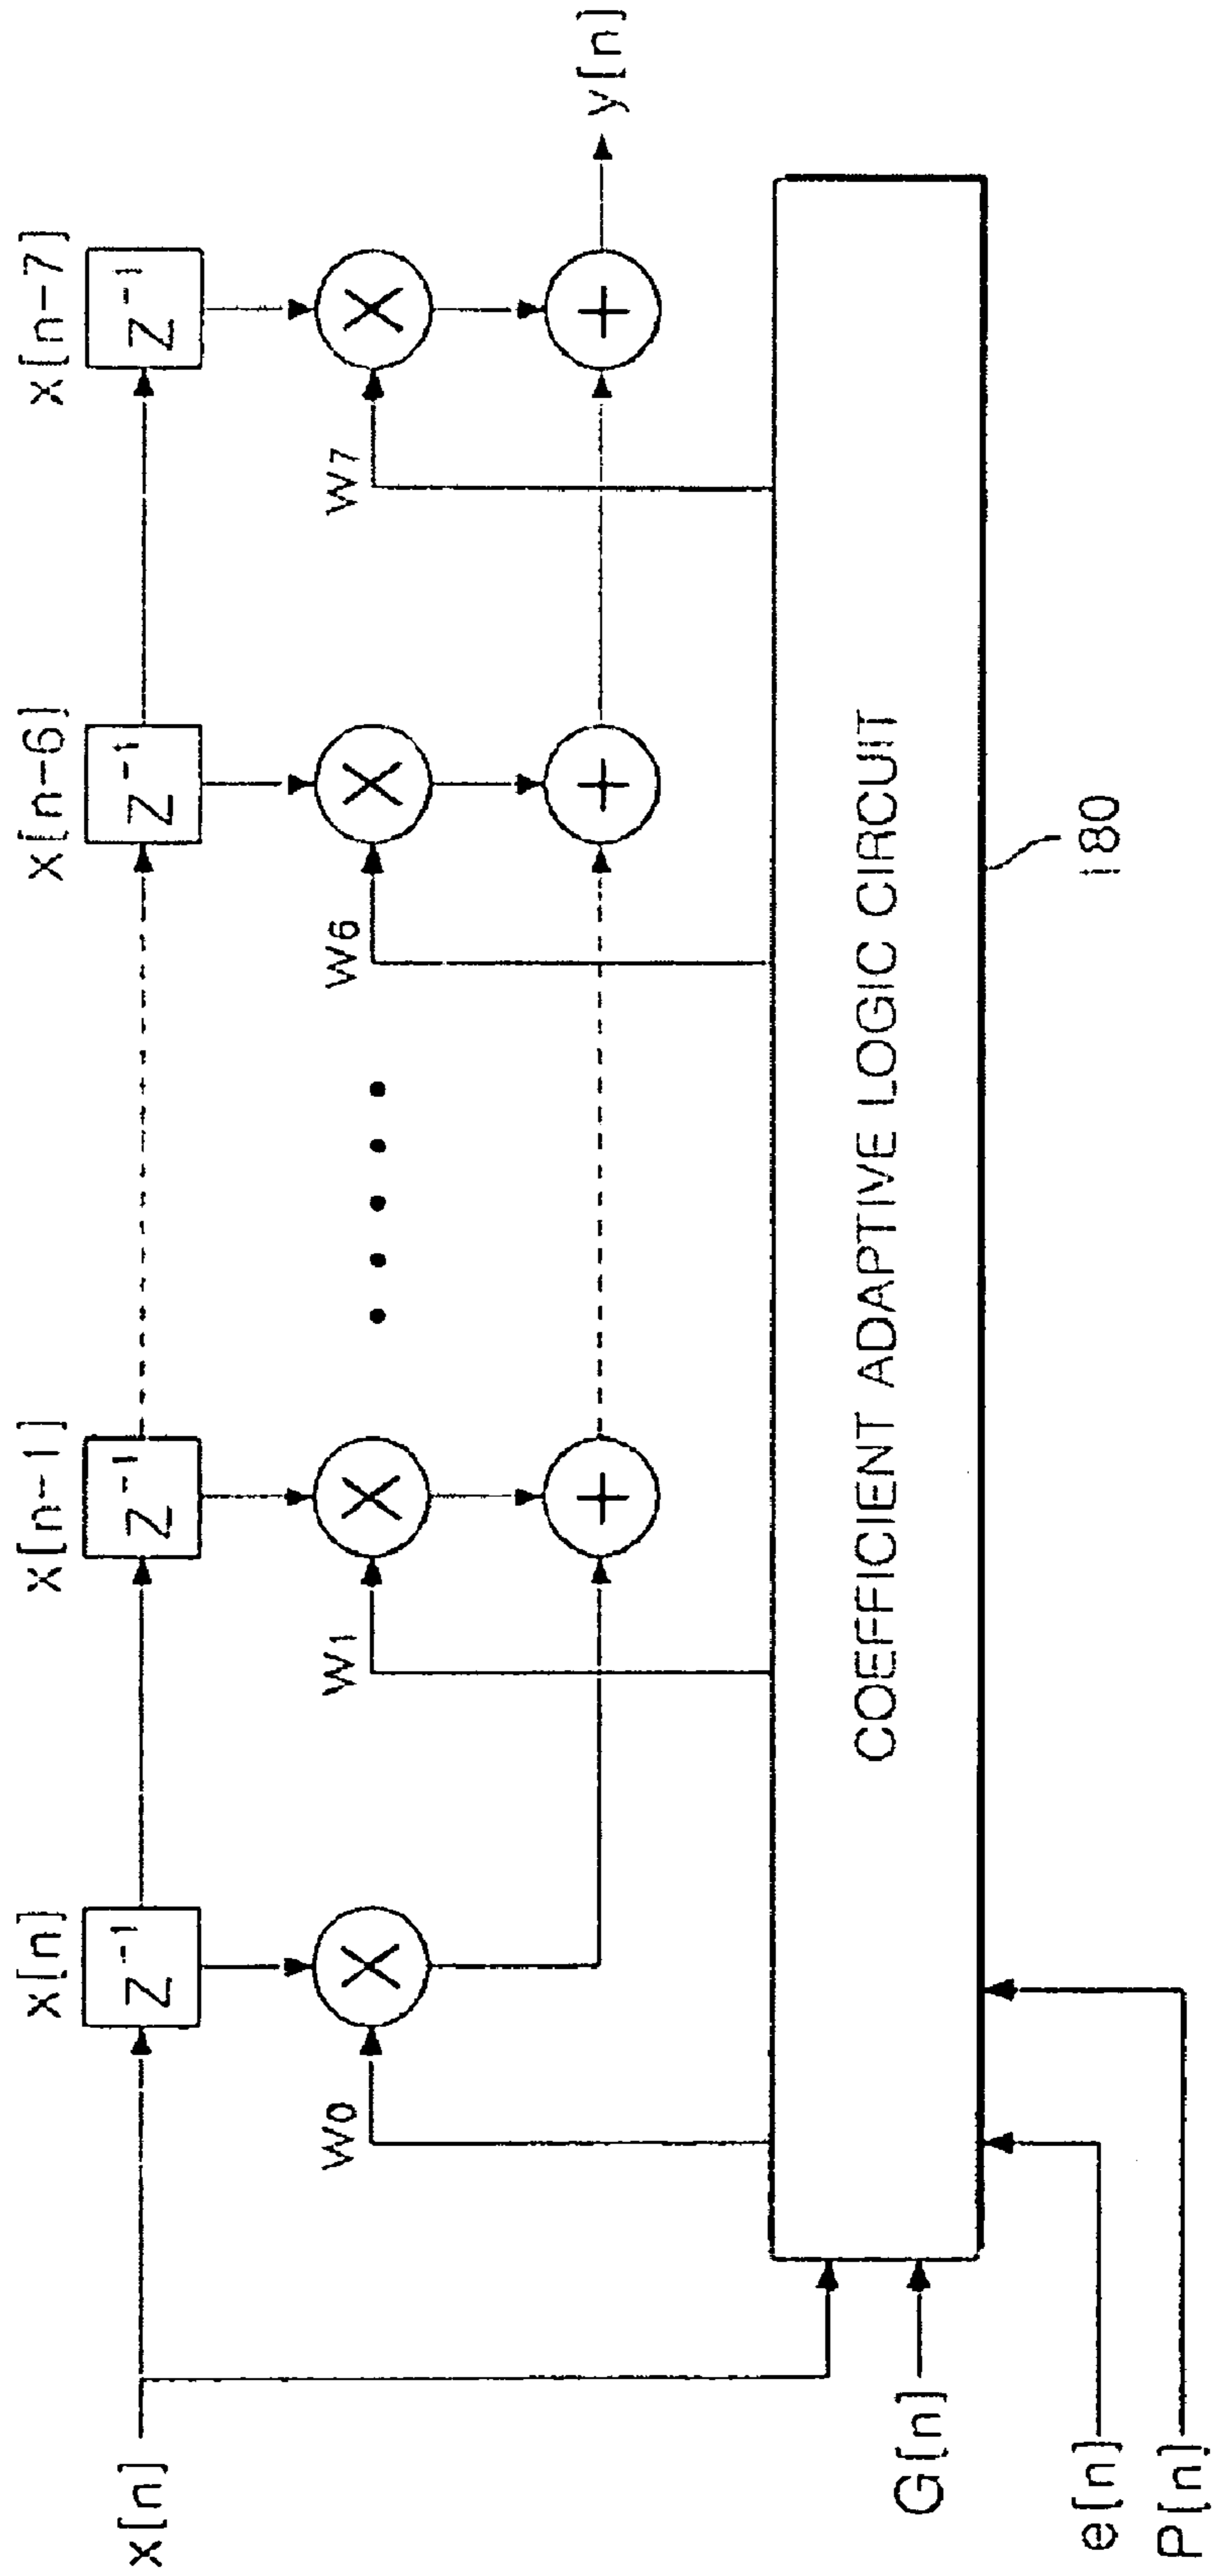 x[n]
x[n]
x[n-1]
x[n-6]
x[n-7]
Z-1
Z-1
Z-1
Z-1
W0
W1
W6
W7
y[n]
COEFFICIENT ADAPTIVE LOGIC CIRCUIT
G[n]
e[n]
P[n]
180